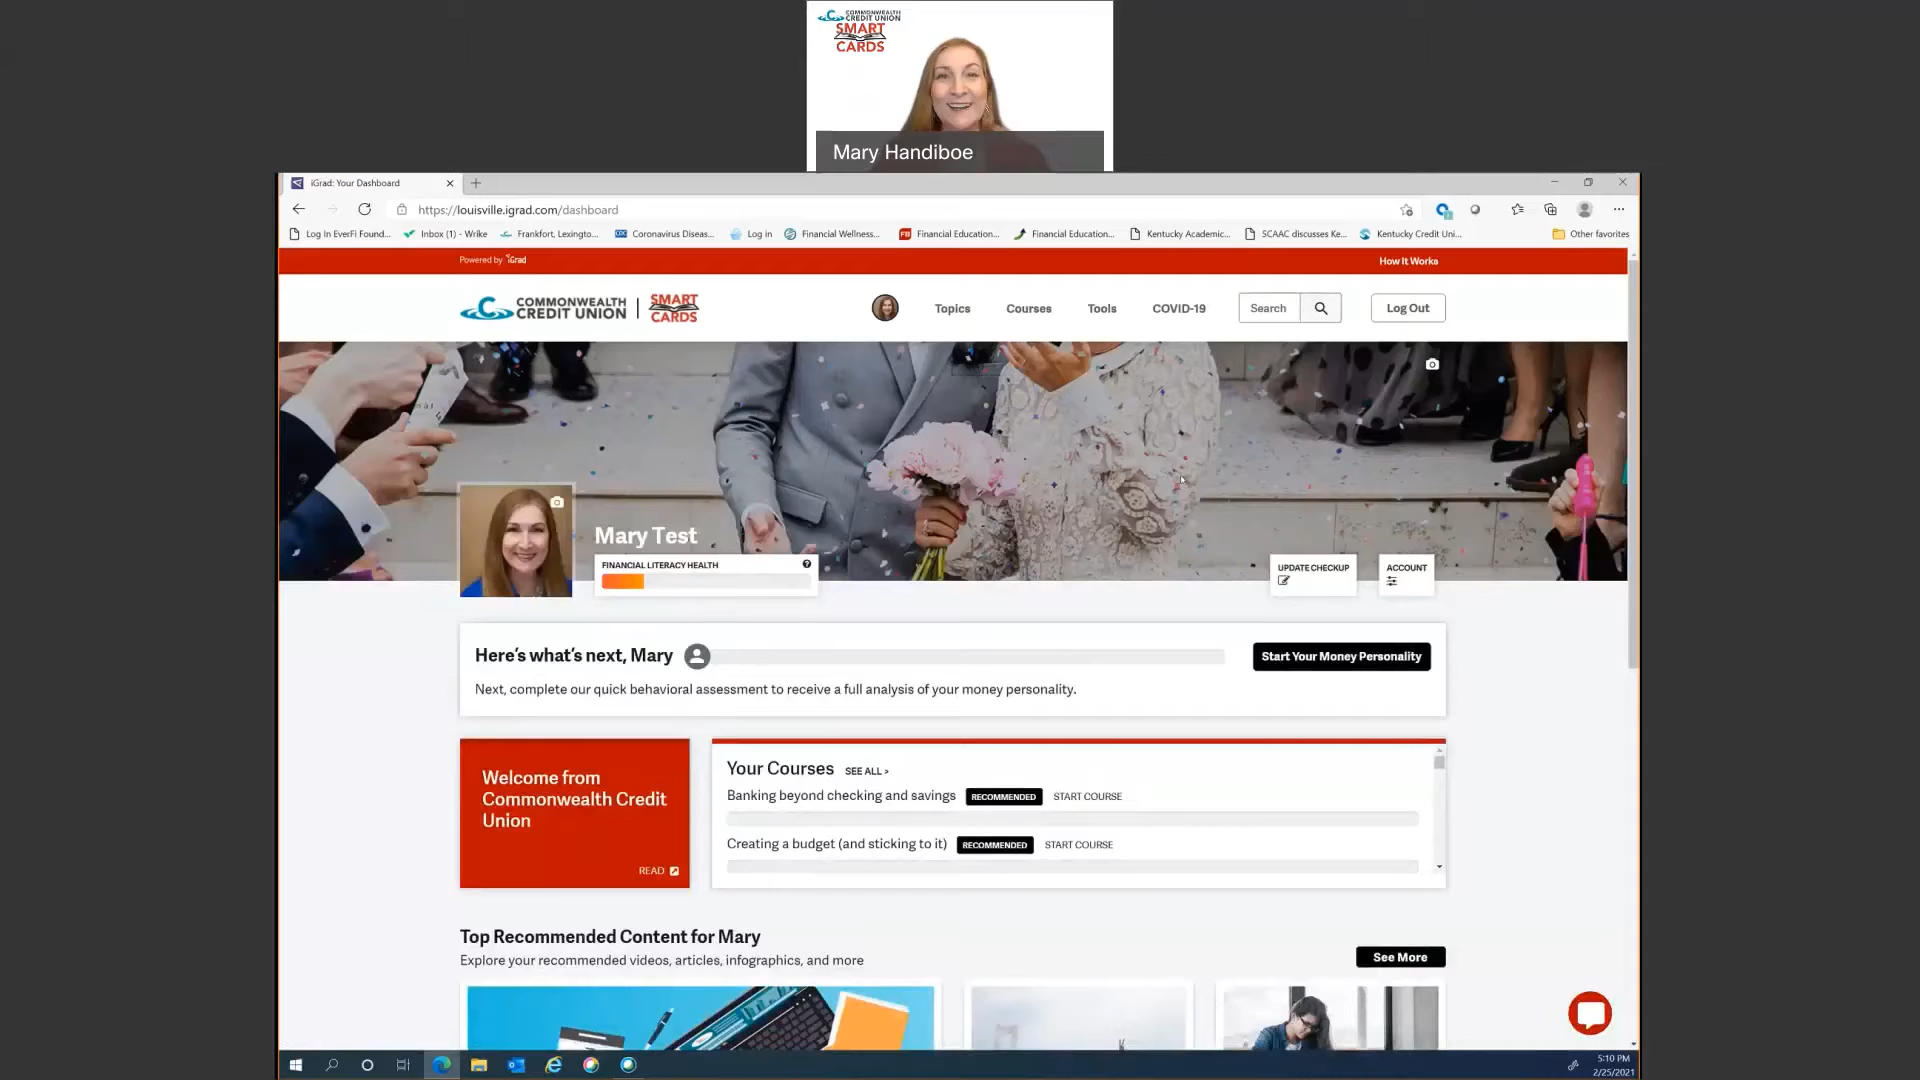 COMMONWEALTH
CREDIT UNION
SMART
CARDS
Mary Handiboe
iGrad: Your Dashboard
https://louisville.igrad.com/dashboard
Log In EverFi Found...
Inbox (1) - Wrike
Frankfort, Lexingto...
Coronavirus Diseas...
Log in
Financial Wellness...
Financial Education...
Financial Education...
Kentucky Academic...
SCAAC discusses Ke...
Kentucky Credit Uni...
Other favorites
Powered by iGrad
How It Works
COMMONWEALTH
CREDIT UNION
SMART
CARDS
Topics
Courses
Tools
COVID-19
Search
Log Out
Mary Test
FINANCIAL LITERACY HEALTH
UPDATE CHECKUP
ACCOUNT
Here's what's next, Mary
Start Your Money Personality
Next, complete our quick behavioral assessment to receive a full analysis of your money personality.
Welcome from
Commonwealth Credit
Union
READ
Your Courses SEE ALL >
Banking beyond checking and savings RECOMMENDED START COURSE
Creating a budget (and sticking to it) RECOMMENDED START COURSE
Top Recommended Content for Mary
Explore your recommended videos, articles, infographics, and more
See More
5:10 PM
2/25/2021